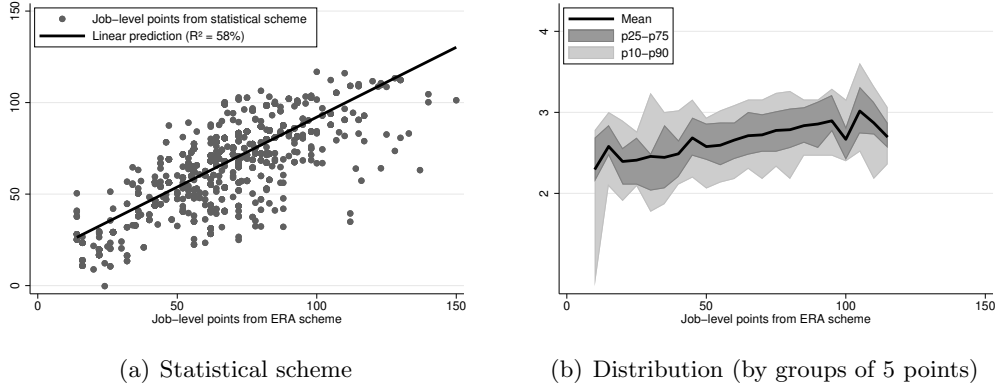 150
100
50
0
Job−level points from statistical scheme
Linear prediction (R² = 58%)
0 50 100 150
Job−level points from ERA scheme
(a) Statistical scheme
4
3
2
Mean
p25−p75
p10−p90
0 50 100 150
Job−level points from ERA scheme
(b) Distribution (by groups of 5 points)